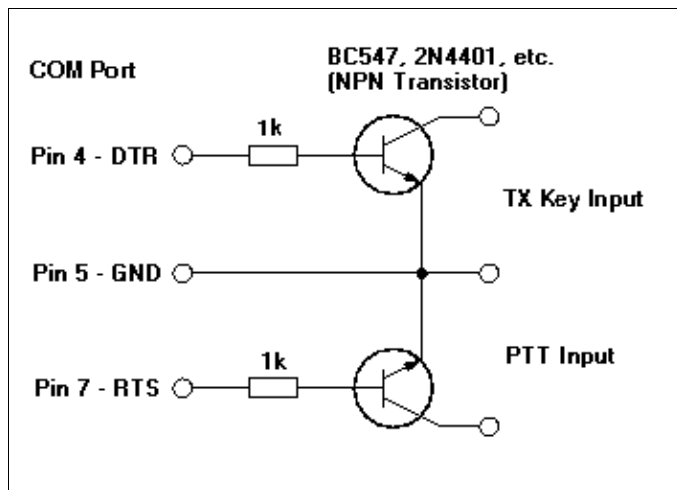 BC547, 2N4401, etc.
(NPN Transistor)
COM Port
1k
Pin 4 - DTR
TX Key Input
Pin 5 - GND
1k
PTT Input
Pin 7 - RTS